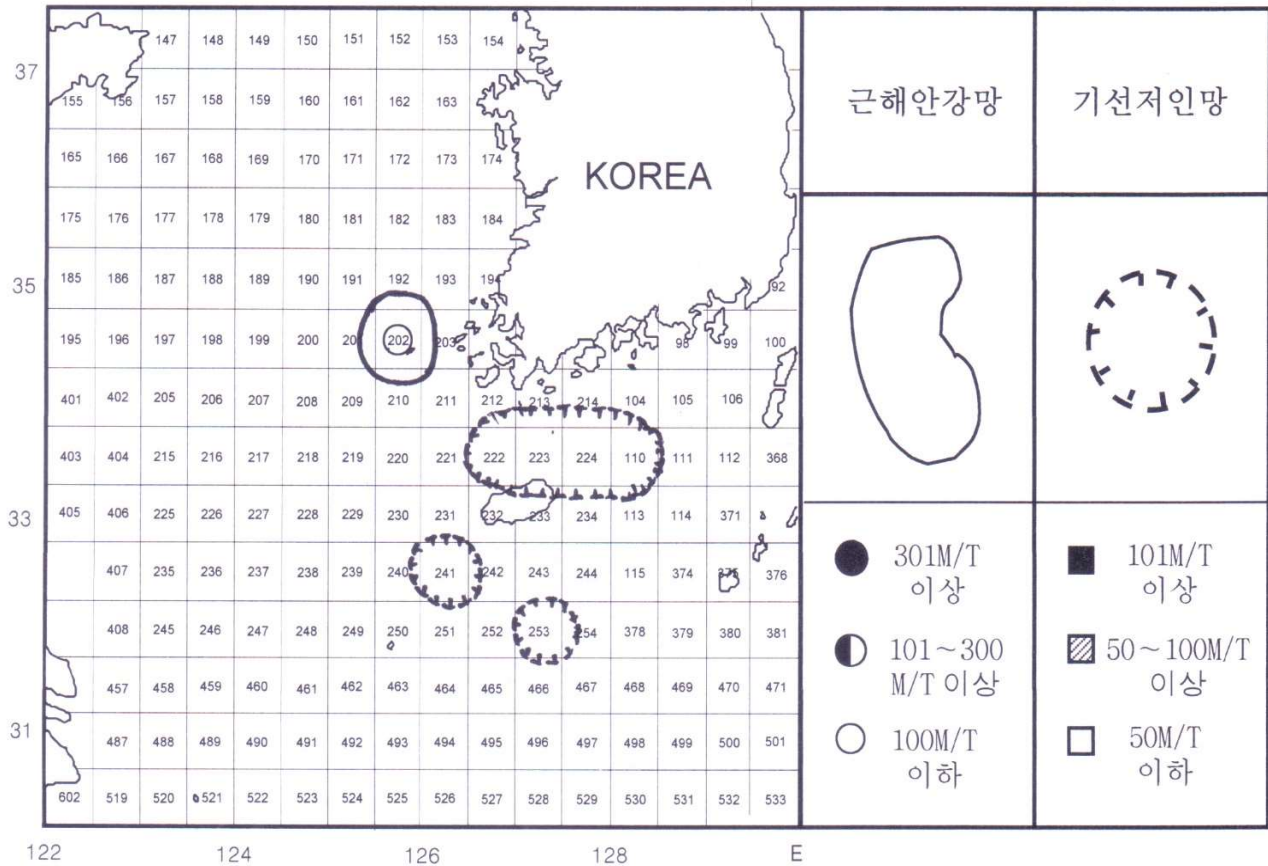 147 148 149 150 151 152 153 154
37
155 156 157 158 159 160 161 162 163
165 166 167 168 169 170 171 172 173 174
KOREA
175 176 177 178 179 180 181 182 183 184
35 185 186 187 188 189 190 191 192 193 194 92
195 196 197 198 199 200 20 202 203 98 99 100
401 402 205 206 207 208 209 210 211 212 213 214 104 105 106
403 404 215 216 217 218 219 220 221 222 223 224 110 111 112 368
33 405 406 225 226 227 228 229 230 231 232 233 234 113 114 371
407 235 236 237 238 239 240 241 242 243 244 115 374 375 376
408 245 246 247 248 249 250 251 252 253 254 378 379 380 381
457 458 459 460 461 462 463 464 465 466 467 468 469 470 471
31 487 488 489 490 491 492 493 494 495 496 497 498 499 500 501
602 519 520 521 522 523 524 525 526 527 528 529 530 531 532 533
122 124 126 128 E
근해안강망
기선저인망
301M/T
이상
101~300
M/T 이상
100M/T
이하
101M/T
이상
50~100M/T
이상
50M/T
이하